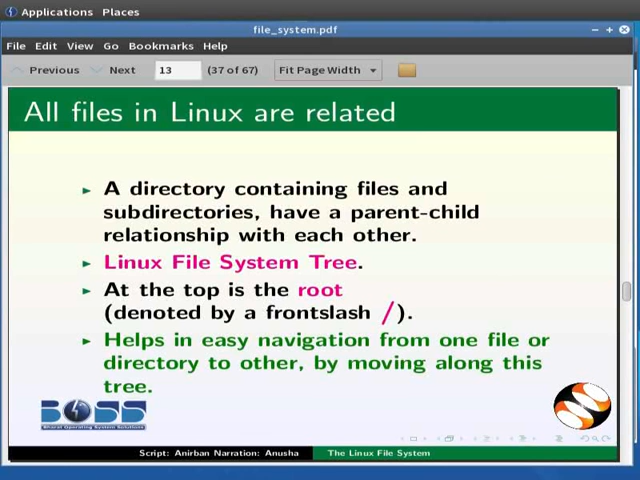 Applications Places
file_system.pdf
File Edit View Go Bookmarks Help
Previous Next 13 (37 of 67) Fit Page Width
All files in Linux are related
A directory containing files and
subdirectories, have a parent-child
relationship with each other.
Linux File System Tree.
At the top is the root
(denoted by a frontslash /).
Helps in easy navigation from one file or
directory to other, by moving along this
tree.
BOSS
Bharat Operating System Solutions
Script: Anirban Narration: Anusha The Linux File System